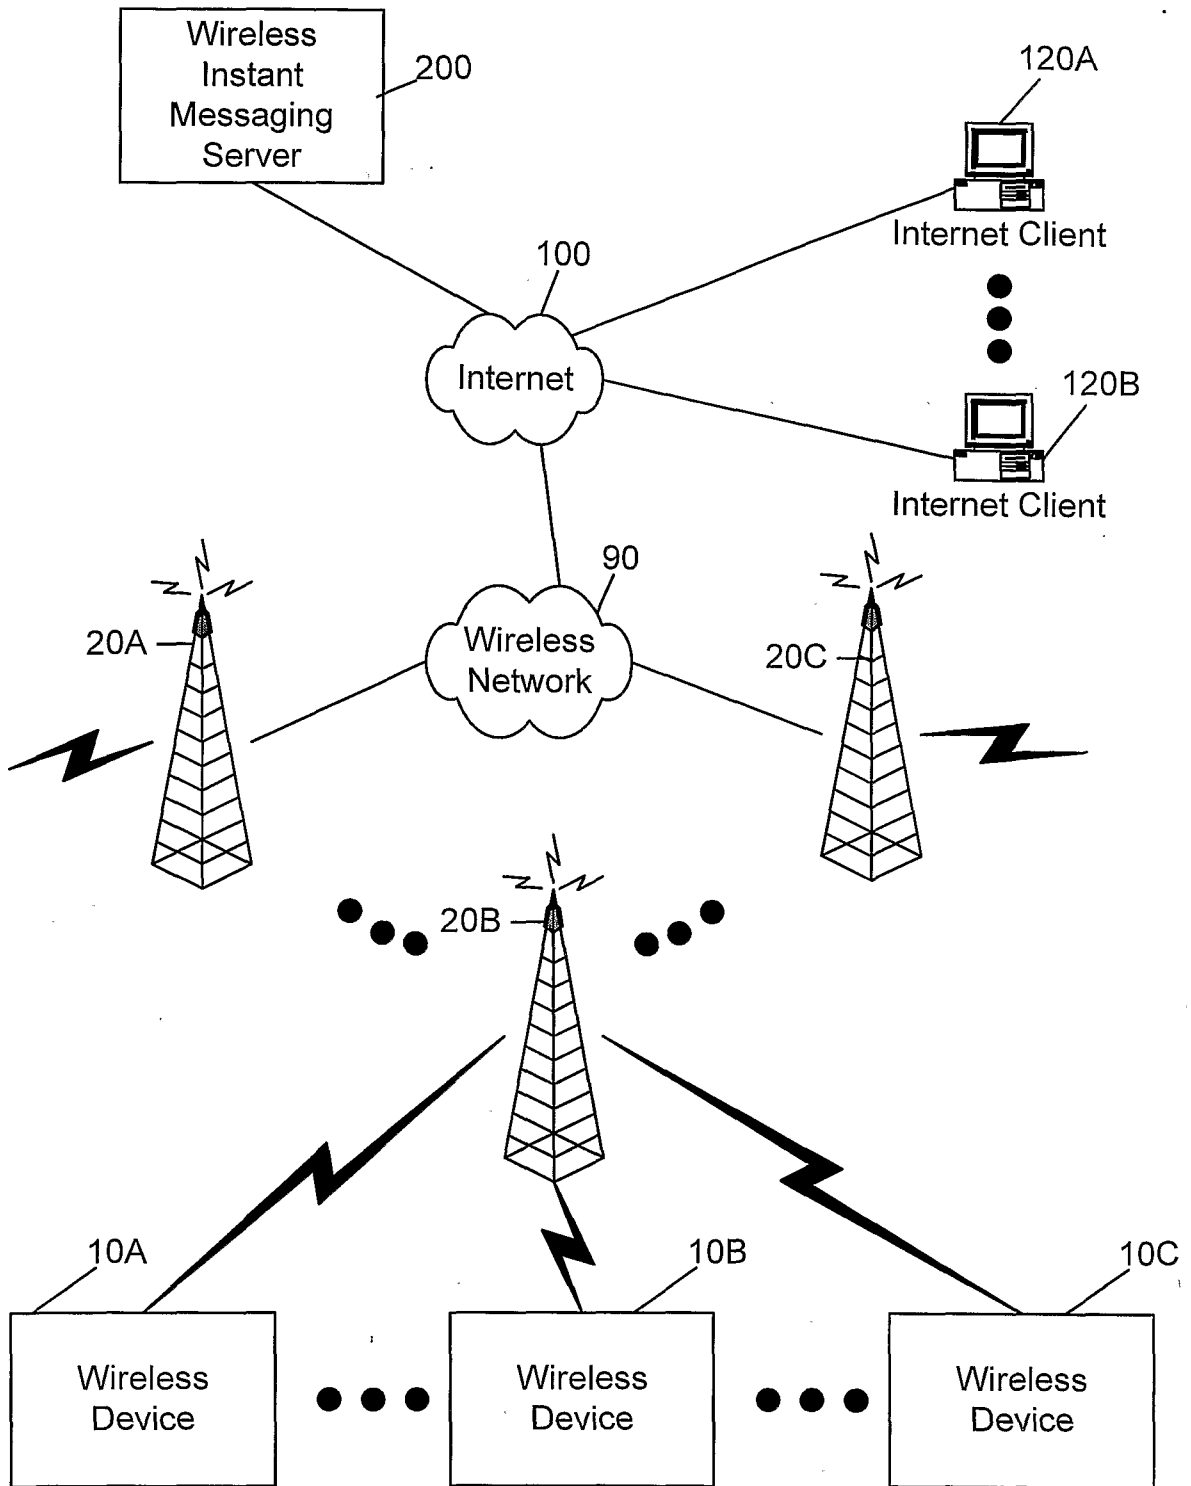 Wireless
Instant
Messaging
Server
200
120A
Internet Client
100
Internet
120B
Internet Client
90
Wireless
Network
20A
20C
20B
10A
10B
10C
Wireless
Device
Wireless
Device
Wireless
Device